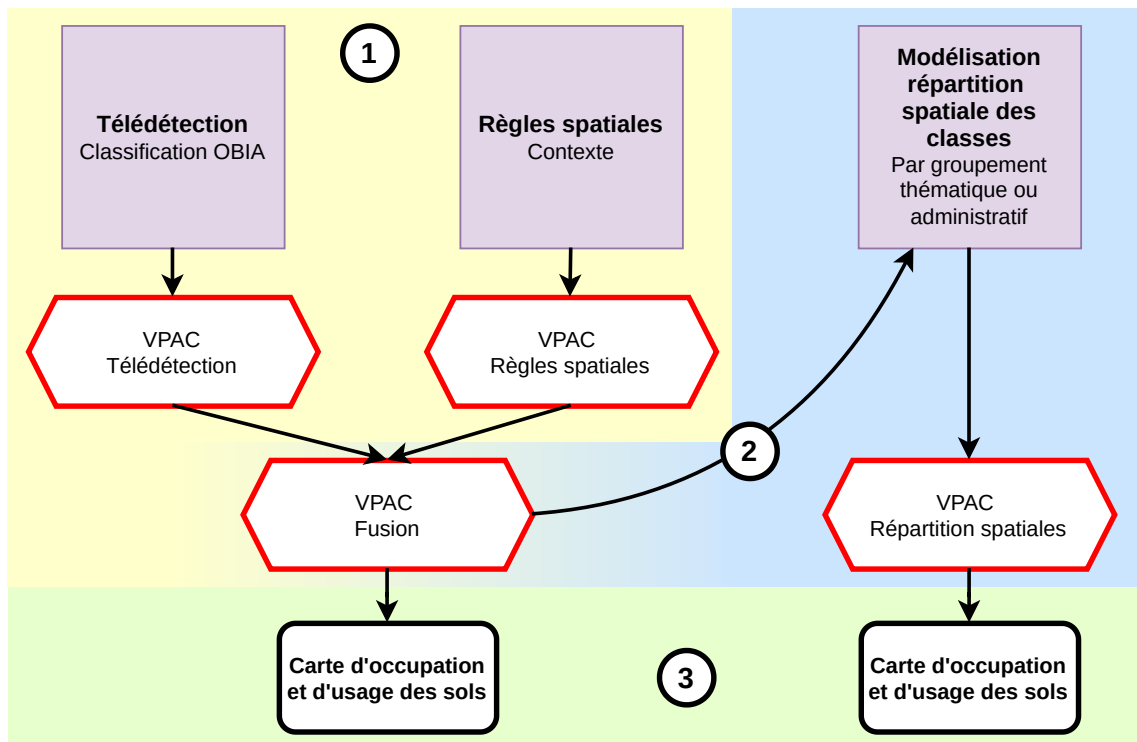 1
Télédétection
Classification OBIA
Règles spatiales
Contexte
Modélisation
répartition
spatiale des
classes
Par groupement
thématique ou
administratif
VPAC
Télédétection
VPAC
Règles spatiales
2
VPAC
Fusion
VPAC
Répartition spatiales
Carte d'occupation
et d'usage des sols
3
Carte d'occupation
et d'usage des sols